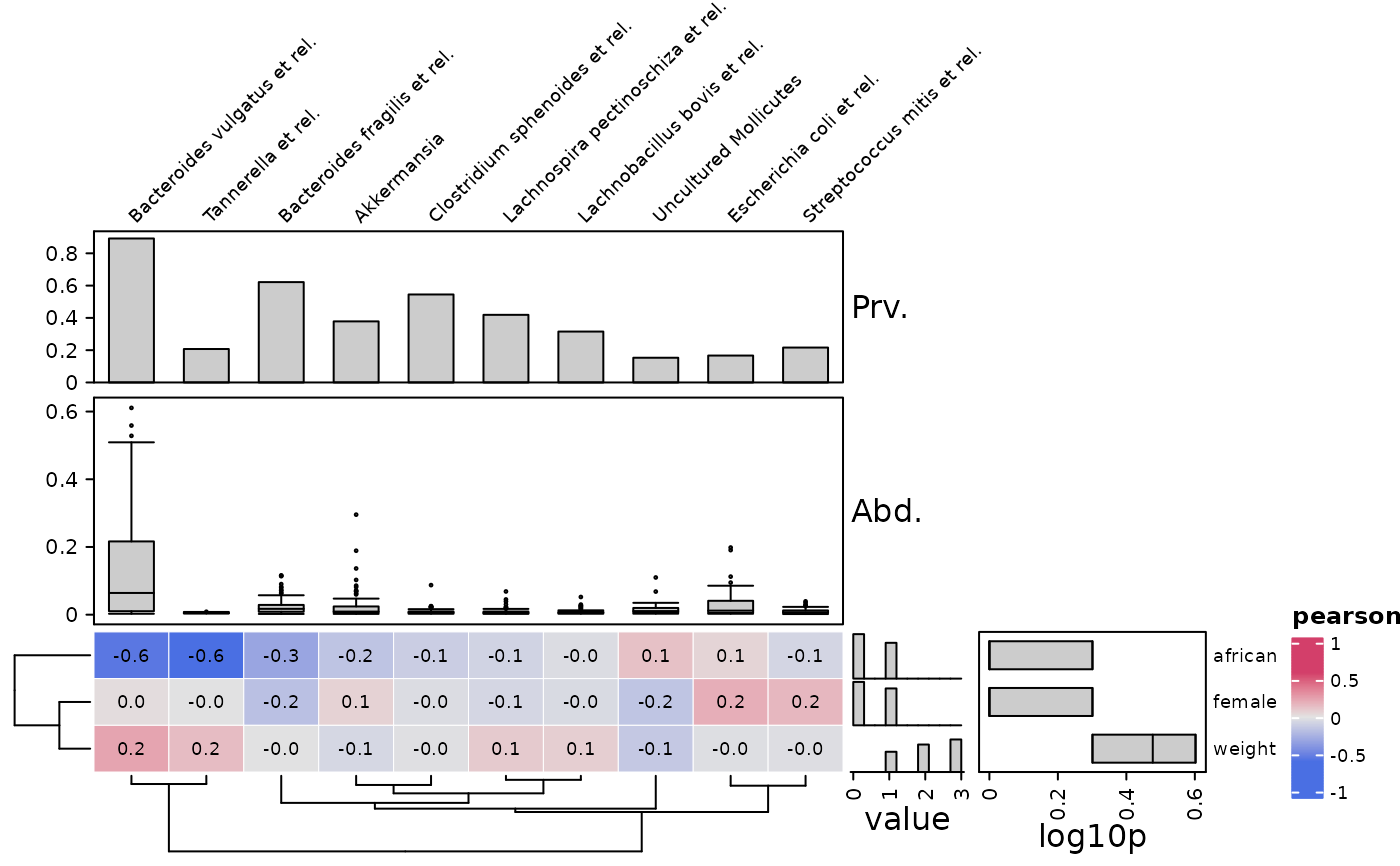 Bacteroides vulgatus et rel.
Tannerella et rel.
Bacteroides fragilis et rel.
Akkermansia
Clostridium sphenoides et rel.
Lachnospira pectinoschiza et rel.
Lachnobacillus bovis et rel.
Uncultured Mollicutes
Escherichia coli et rel.
Streptococcus mitis et rel.
0.8
0.6
0.4
0.2
0
Prv.
0.6
0.4
0.2
0
Abd.
-0.6 -0.6 -0.3 -0.2 -0.1 -0.1 -0.0 0.1 0.1 -0.1 african
0.0 -0.0 -0.2 0.1 -0.0 -0.1 -0.0 -0.2 0.2 0.2 female
0.2 0.2 -0.0 -0.1 -0.0 0.1 0.1 -0.1 -0.0 -0.0 weight
0 1 2 3
value
0 0.2 0.4 0.6
log10p
pearson
1
0.5
0
-0.5
-1